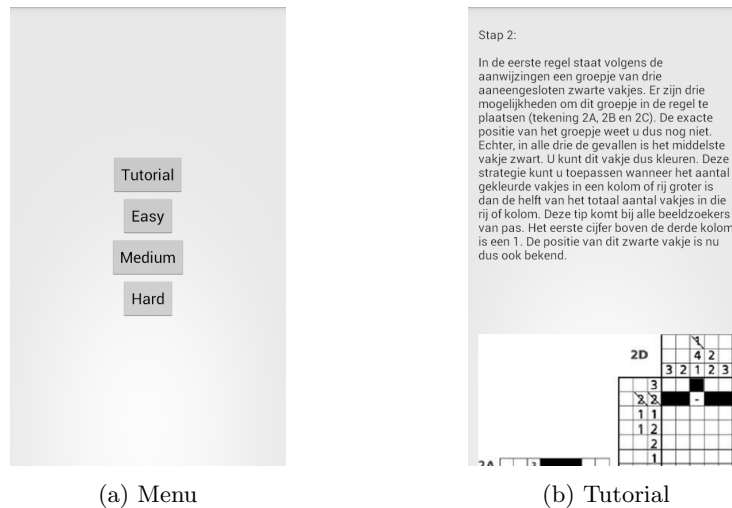 Tutorial
Easy
Medium
Hard
(a) Menu
Stap 2:
In de eerste regel staat volgens de
aanwijzingen een groepje van drie
aaneengesloten zwarte vakjes. Er zijn drie
mogelijkheden om dit groepje in de regel te
plaatsen (tekening 2A, 2B en 2C). De exacte
positie van het groepje weet u dus nog niet.
Echter, in alle drie de gevallen is het middelste
vakje zwart. U kunt dit vakje dus kleuren. Deze
strategie kunt u toepassen wanneer het aantal
gekleurde vakjes in een kolom of rij groter is
dan de helft van het totaal aantal vakjes in die
rij of kolom. Deze tip komt bij alle beeldzoekers
van pas. Het eerste cijfer boven de derde kolom
is een 1. De positie van dit zwarte vakje is nu
dus ook bekend.
1
2D 4 2
3 2 1 2 3
3
2 2 -
1 1
1 2
2
1
2A 3
(b) Tutorial